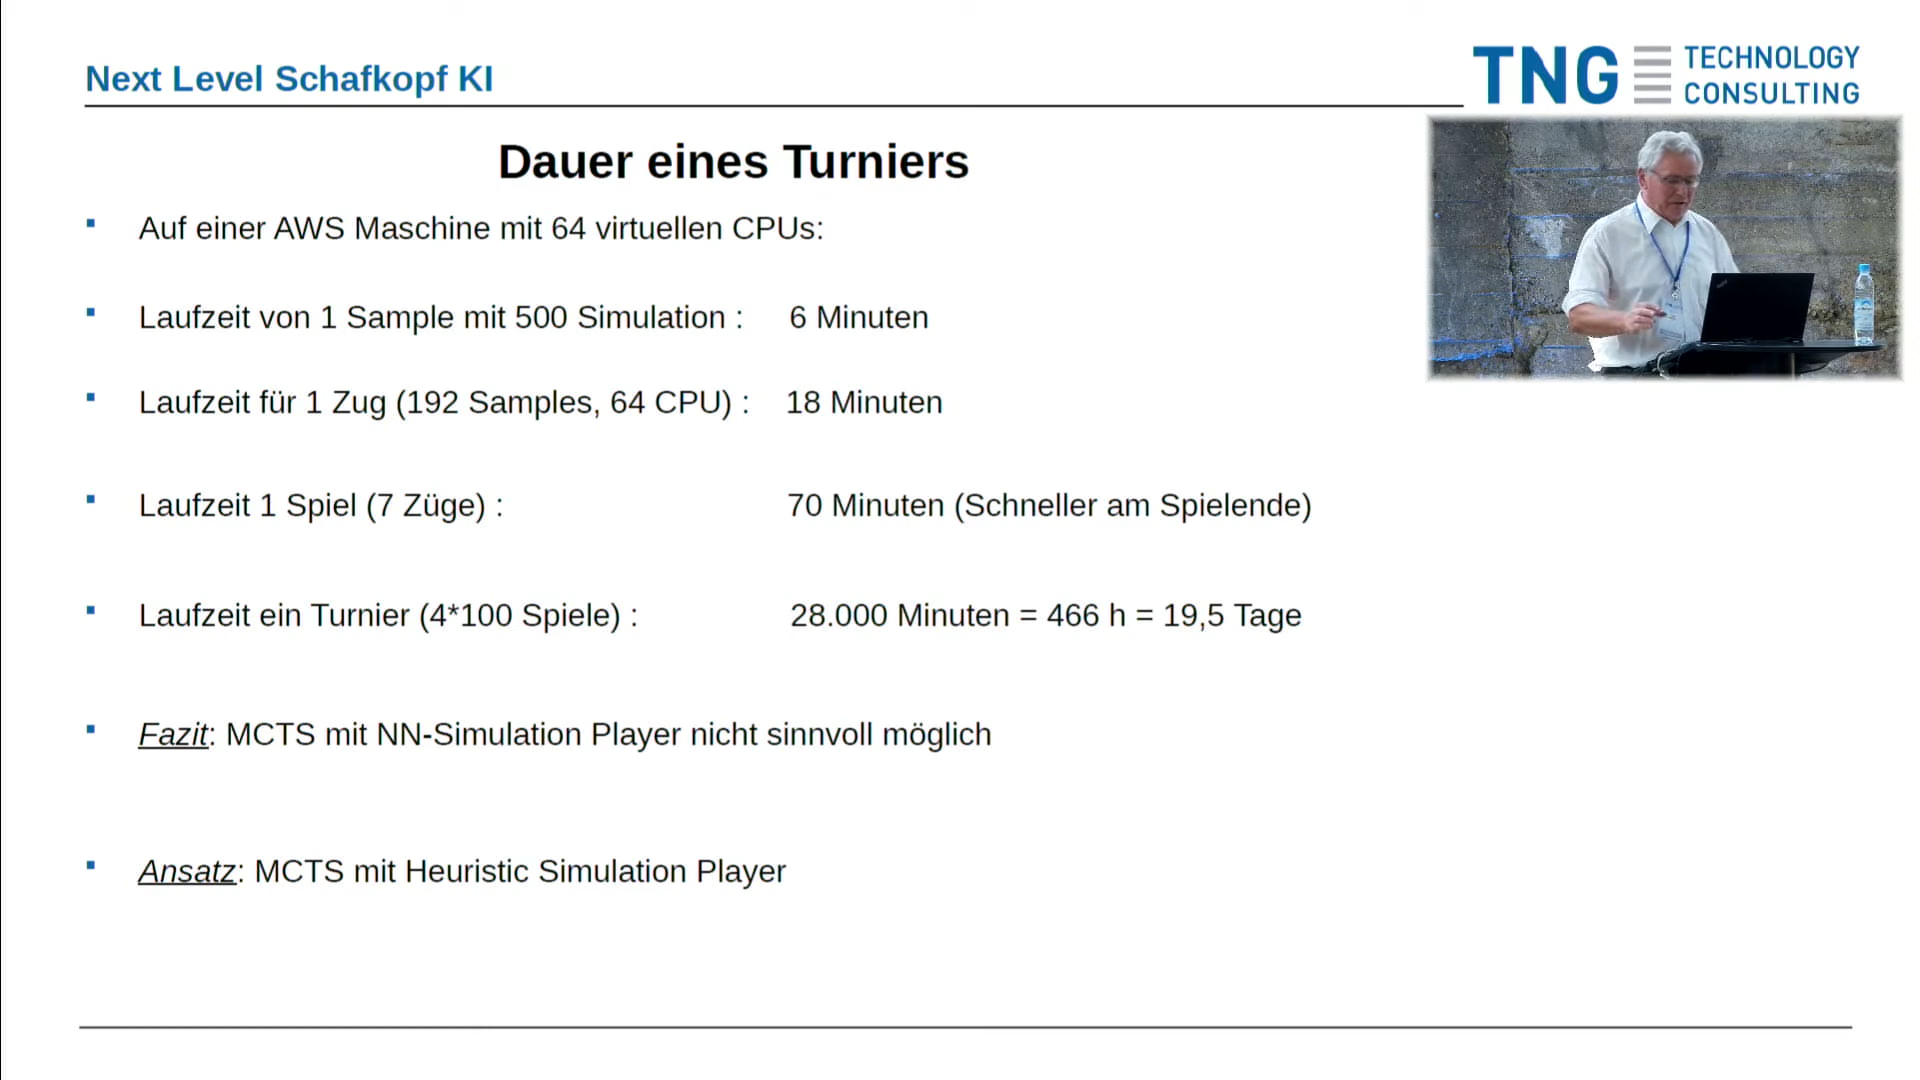 Next Level Schafkopf KI
TNG TECHNOLOGY CONSULTING
Dauer eines Turniers
Auf einer AWS Maschine mit 64 virtuellen CPUs:
Laufzeit von 1 Sample mit 500 Simulation : 6 Minuten
Laufzeit für 1 Zug (192 Samples, 64 CPU) : 18 Minuten
Laufzeit 1 Spiel (7 Züge) : 70 Minuten (Schneller am Spielende)
Laufzeit ein Turnier (4*100 Spiele) : 28.000 Minuten = 466 h = 19,5 Tage
Fazit: MCTS mit NN-Simulation Player nicht sinnvoll möglich
Ansatz: MCTS mit Heuristic Simulation Player